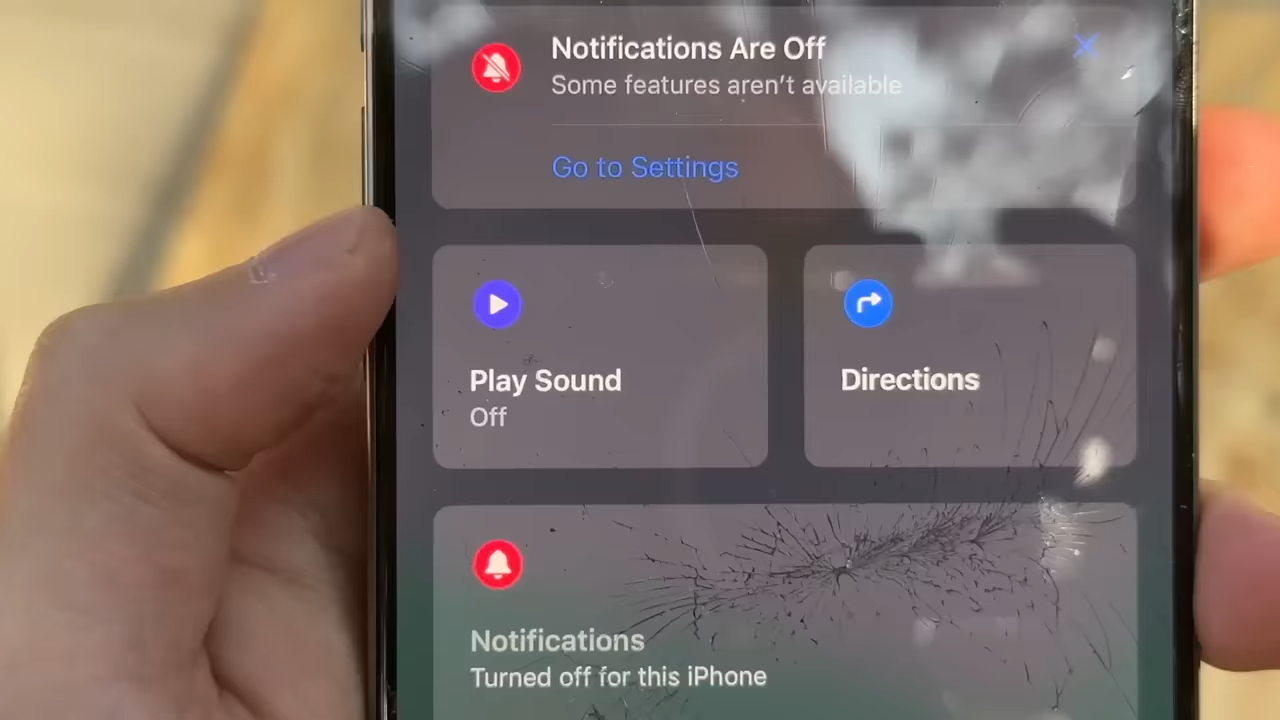 Notifications Are Off
Some features aren't available
Go to Settings
Play Sound
Off
Directions
Notifications
Turned off for this iPhone